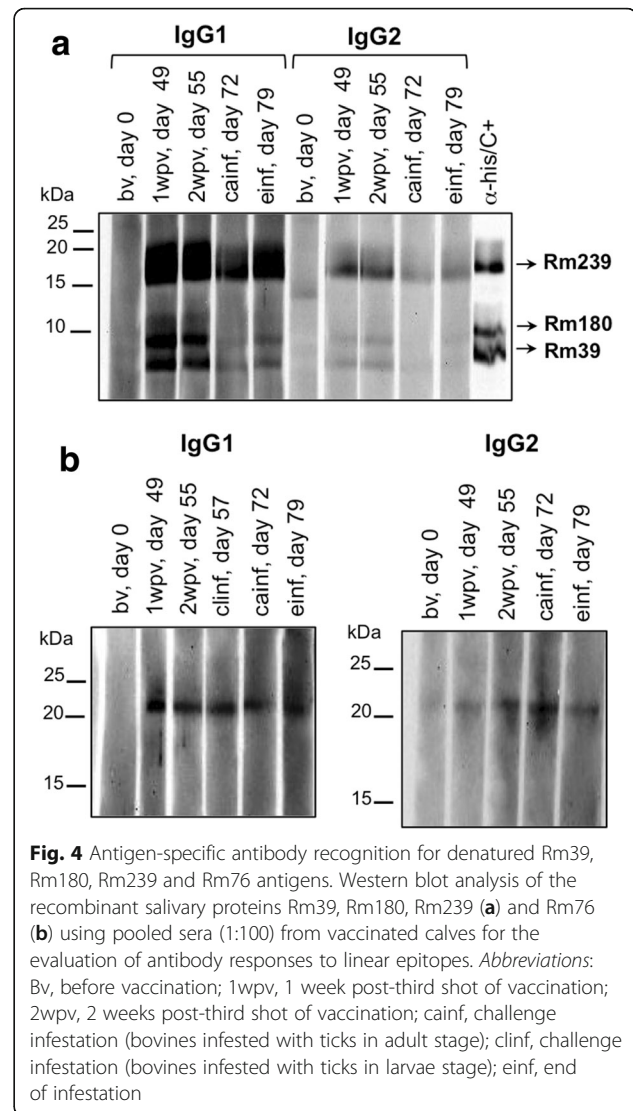 a
IgG1 IgG2
bv, day 0
1wpv, day 49
2wpv, day 55
cainf, day 72
einf, day 79
bv, day 0
1wpv, day 49
2wpv, day 55
cainf, day 72
einf, day 79
α-his/C+
kDa
25
20
15
10
→ Rm239
→ Rm180
→ Rm39
b
IgG1
bv, day 0
1wpv, day 49
2wpv, day 55
clinf, day 57
cainf, day 72
einf, day 79
kDa
25
20
15
IgG2
bv, day 0
1wpv, day 49
2wpv, day 55
cainf, day 72
einf, day 79
kDa
25
20
15
Fig. 4 Antigen-specific antibody recognition for denatured Rm39,
Rm180, Rm239 and Rm76 antigens. Western blot analysis of the
recombinant salivary proteins Rm39, Rm180, Rm239 (a) and Rm76
(b) using pooled sera (1:100) from vaccinated calves for the
evaluation of antibody responses to linear epitopes. Abbreviations:
Bv, before vaccination; 1wpv, 1 week post-third shot of vaccination;
2wpv, 2 weeks post-third shot of vaccination; cainf, challenge
infestation (bovines infested with ticks in adult stage); clinf, challenge
infestation (bovines infested with ticks in larvae stage); einf, end
of infestation